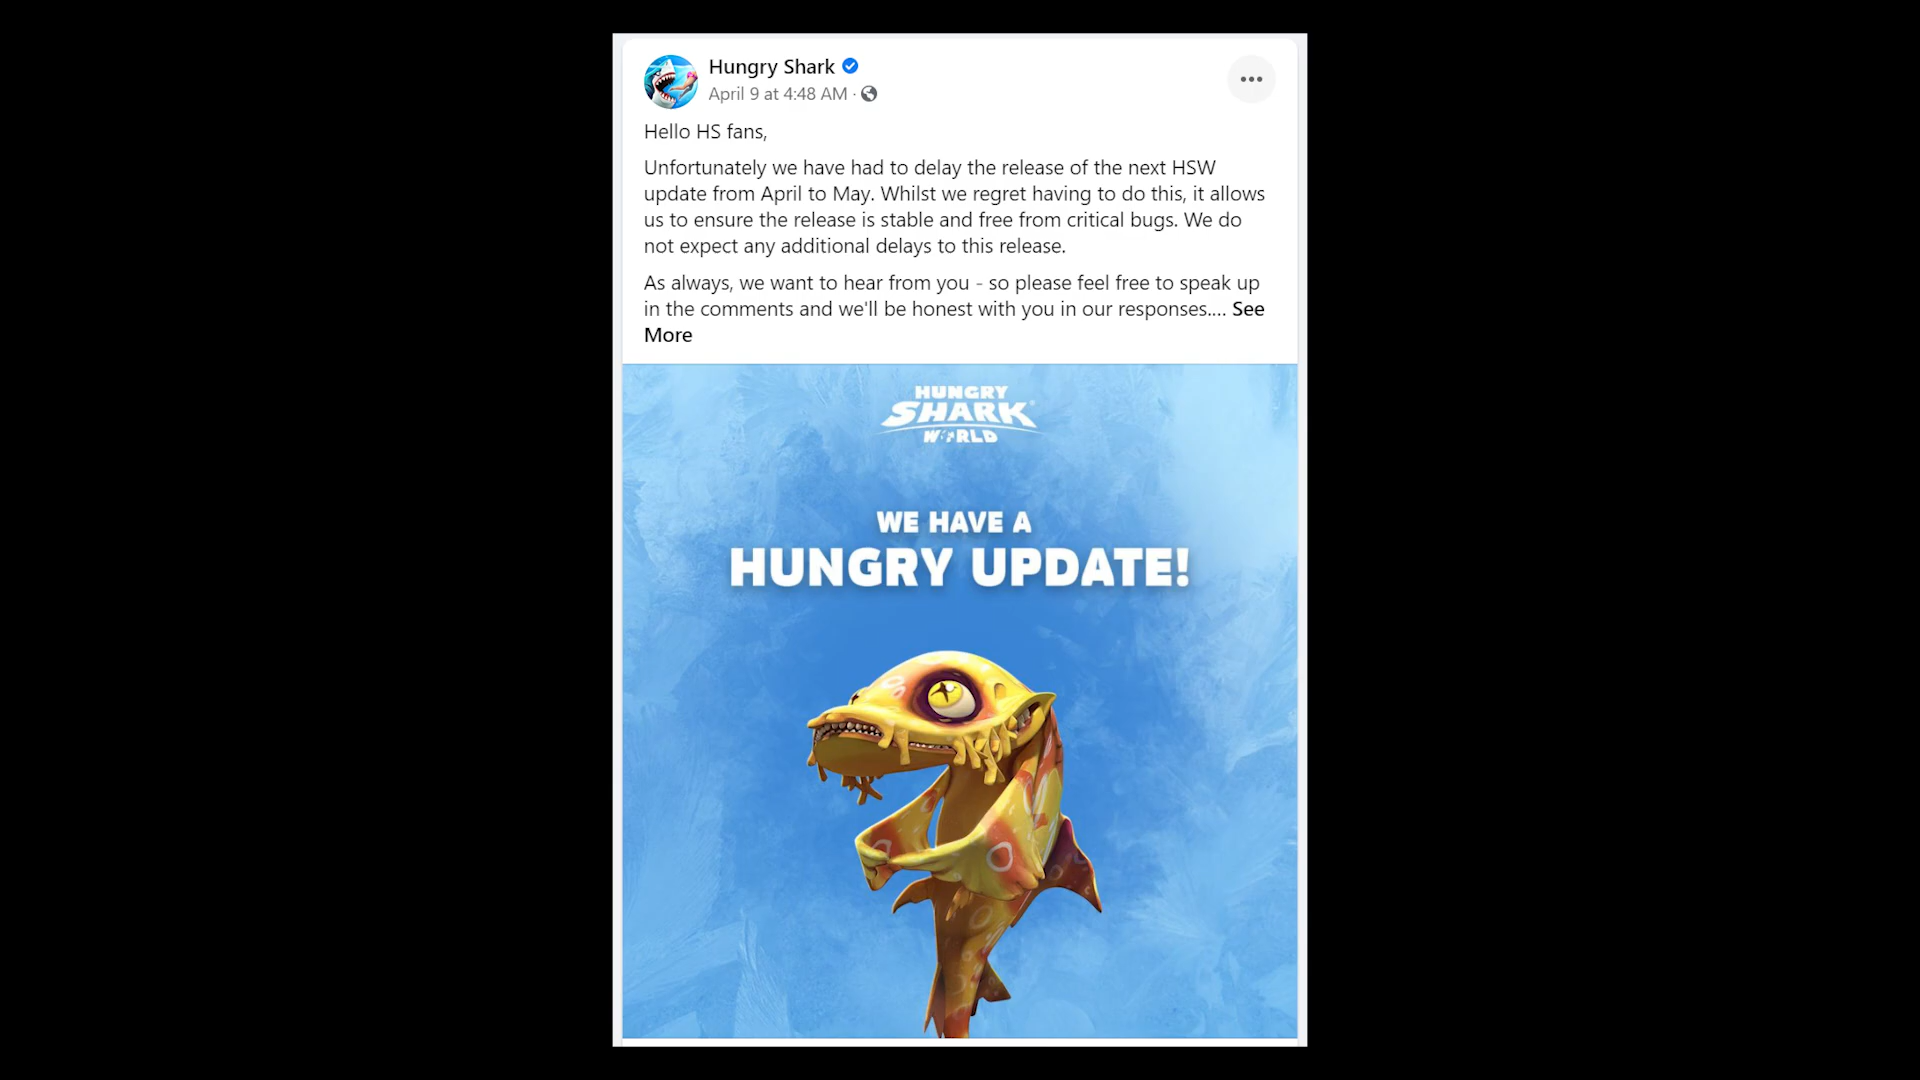 Hungry Shark
April 9 at 4:48 AM ·
Hello HS fans,
Unfortunately we have had to delay the release of the next HSW
update from April to May. Whilst we regret having to do this, it allows
us to ensure the release is stable and free from critical bugs. We do
not expect any additional delays to this release.
As always, we want to hear from you - so please feel free to speak up
in the comments and we'll be honest with you in our responses.... See
More
HUNGRY
SHARK®
WORLD
WE HAVE A
HUNGRY UPDATE!